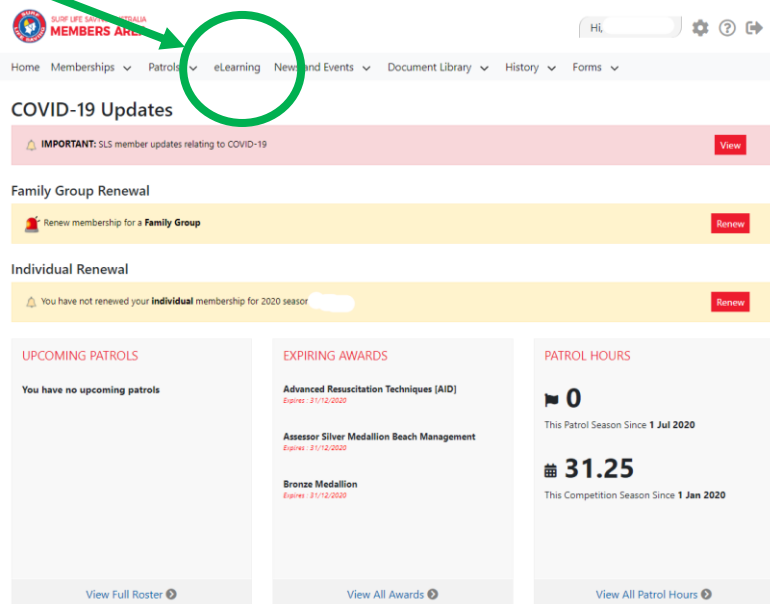 SURF LIFE SAVING AUSTRALIA
MEMBERS AREA
Hi,
Home Memberships Patrols eLearning News and Events Document Library History Forms
COVID-19 Updates
IMPORTANT: SLS member updates relating to COVID-19
View
Family Group Renewal
Renew membership for a Family Group
Renew
Individual Renewal
You have not renewed your individual membership for 2020 season
Renew
UPCOMING PATROLS
You have no upcoming patrols
View Full Roster
EXPIRING AWARDS
Advanced Resuscitation Techniques [AID]
Expires : 31/12/2020
Assessor Silver Medallion Beach Management
Expires : 31/12/2020
Bronze Medallion
Expires : 31/12/2020
View All Awards
PATROL HOURS
0
This Patrol Season Since 1 Jul 2020
31.25
This Competition Season Since 1 Jan 2020
View All Patrol Hours